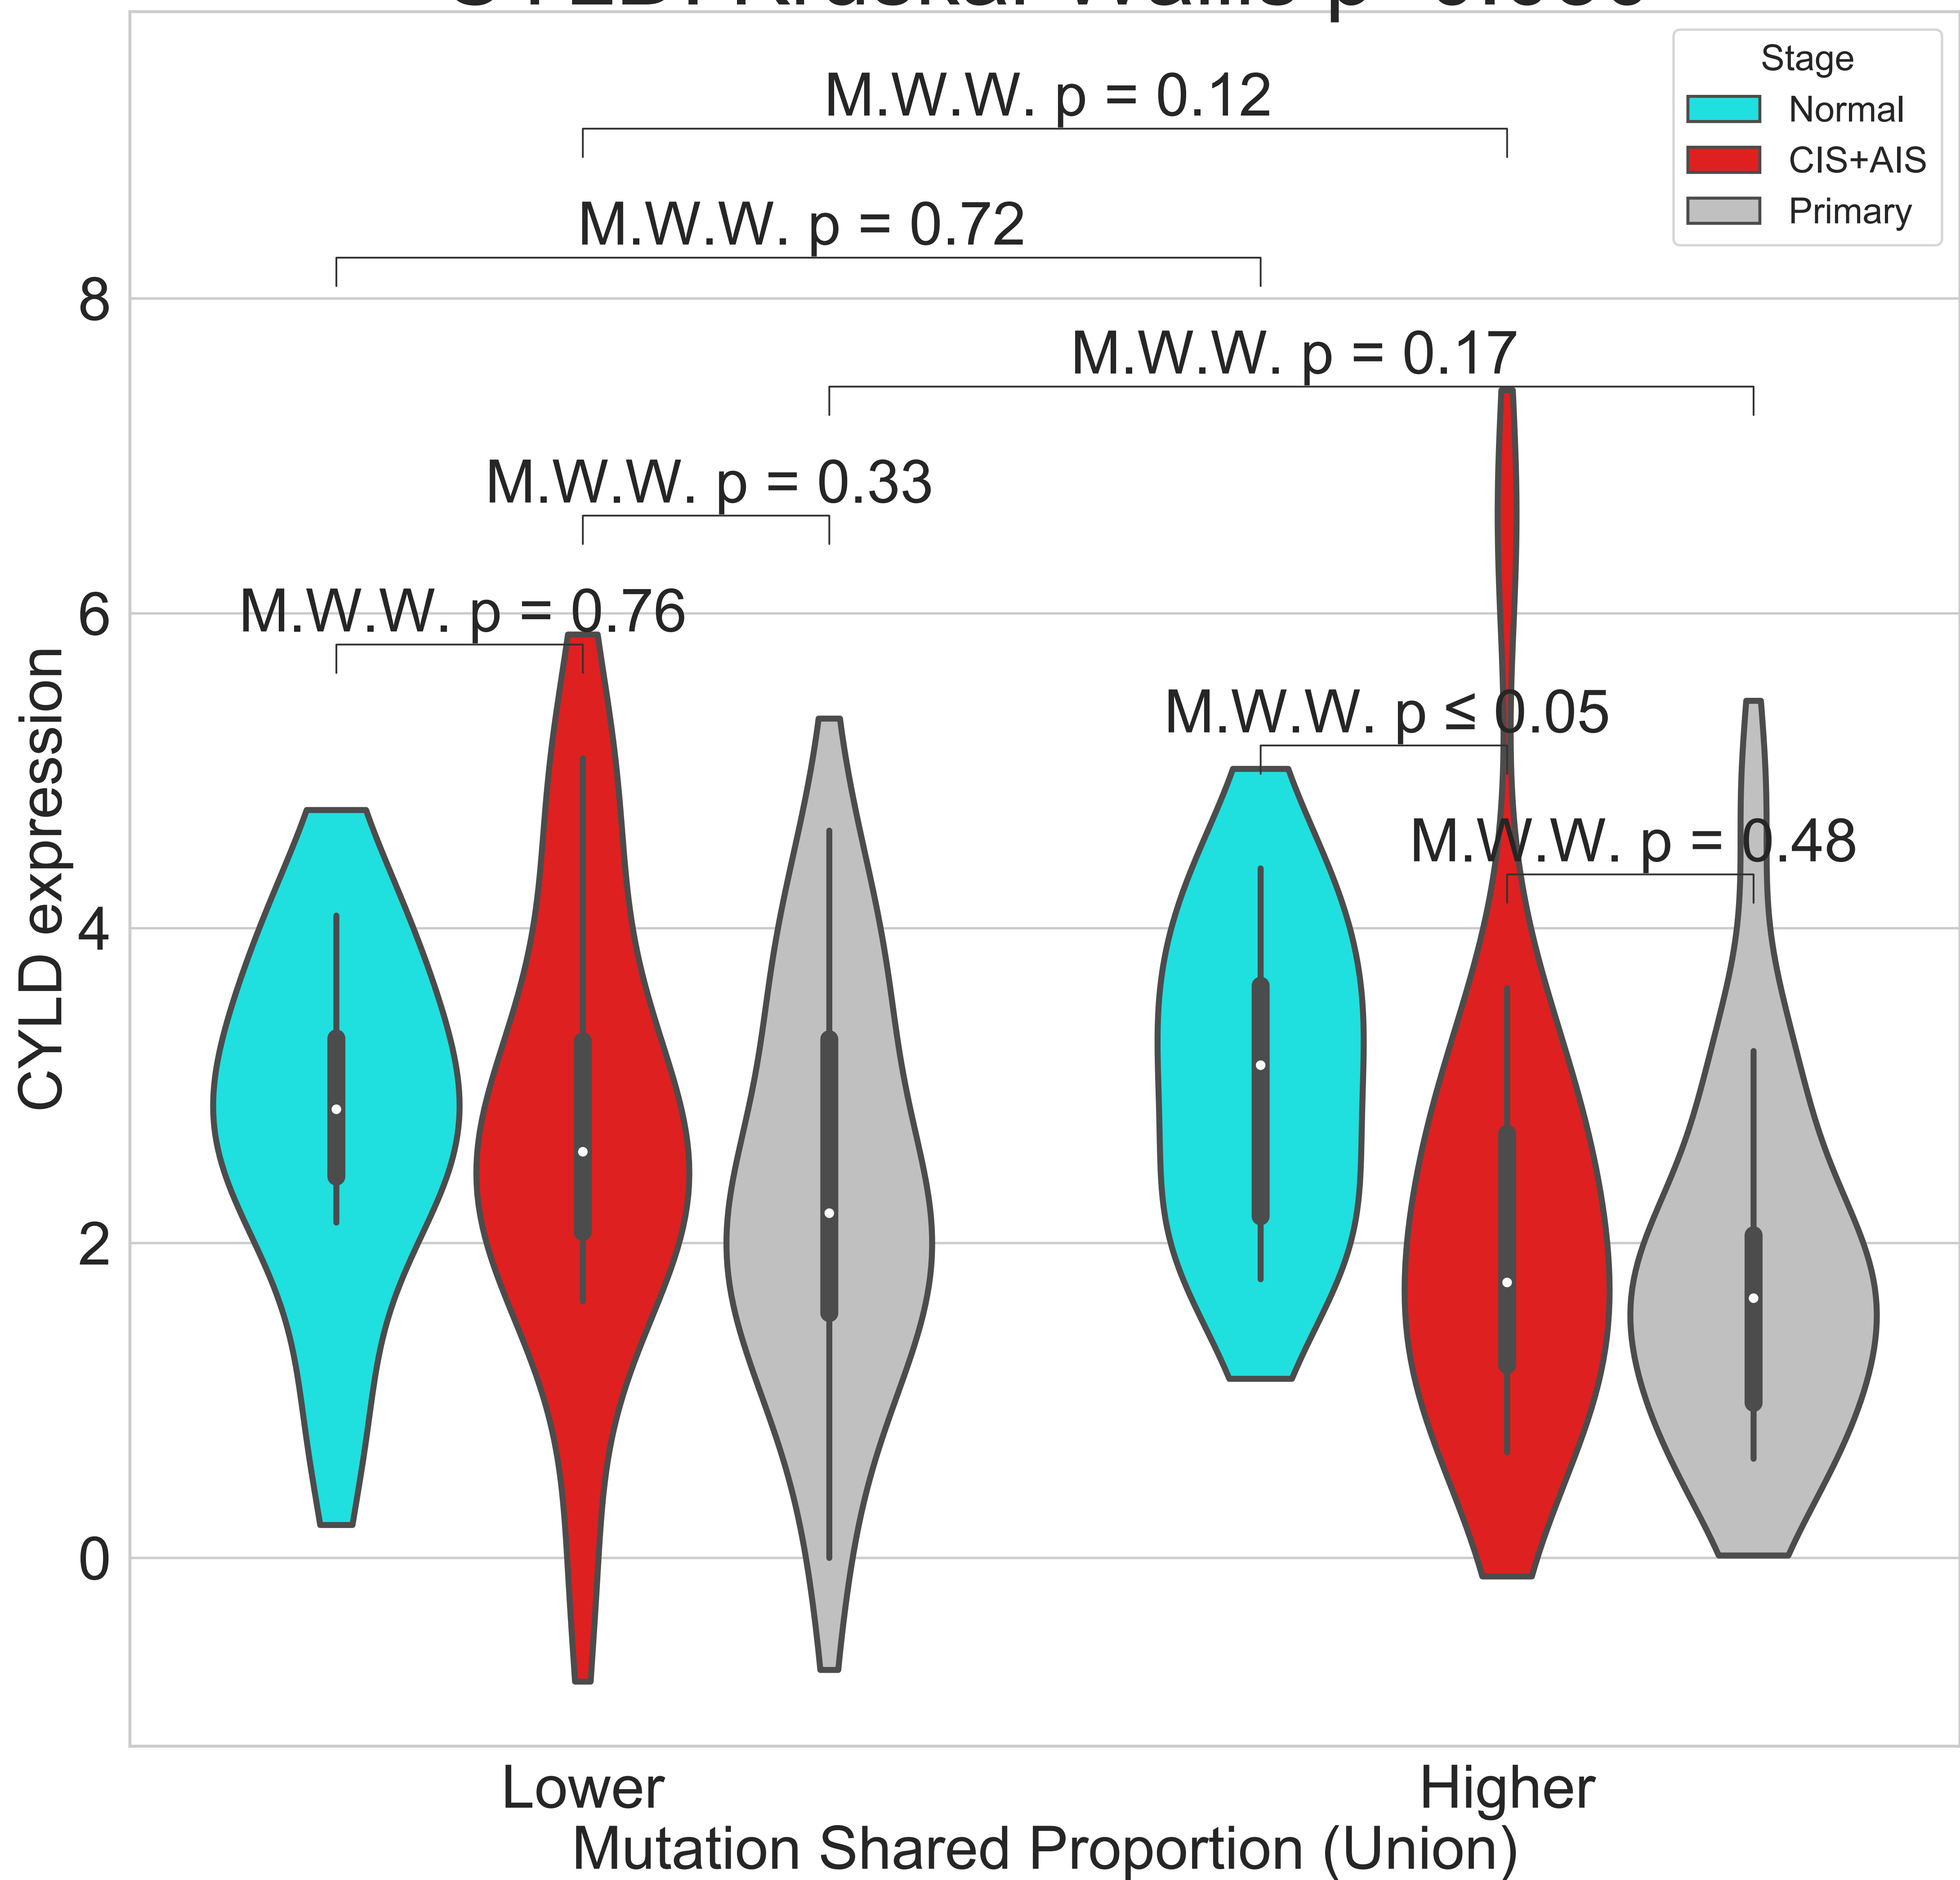 M.W.W. p = 0.12
M.W.W. p = 0.72
M.W.W. p = 0.17
M.W.W. p = 0.33
M.W.W. p = 0.76
M.W.W. p ≤ 0.05
M.W.W. p = 0.48
Stage
Normal
CIS+AIS
Primary
8
6
4
2
0
CYLD expression
Lower
Higher
Mutation Shared Proportion (Union)